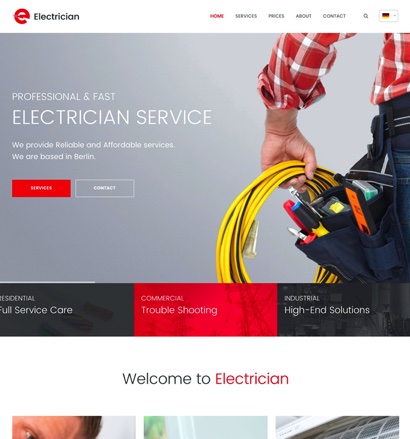 Electrician
HOME SERVICES PRICES ABOUT CONTACT
PROFESSIONAL & FAST
ELECTRICIAN SERVICE
We provide Reliable and Affordable services.
We are based in Berlin.
SERVICES CONTACT
RESIDENTIAL
Full Service Care
COMMERCIAL
Trouble Shooting
INDUSTRIAL
High-End Solutions
Welcome to Electrician